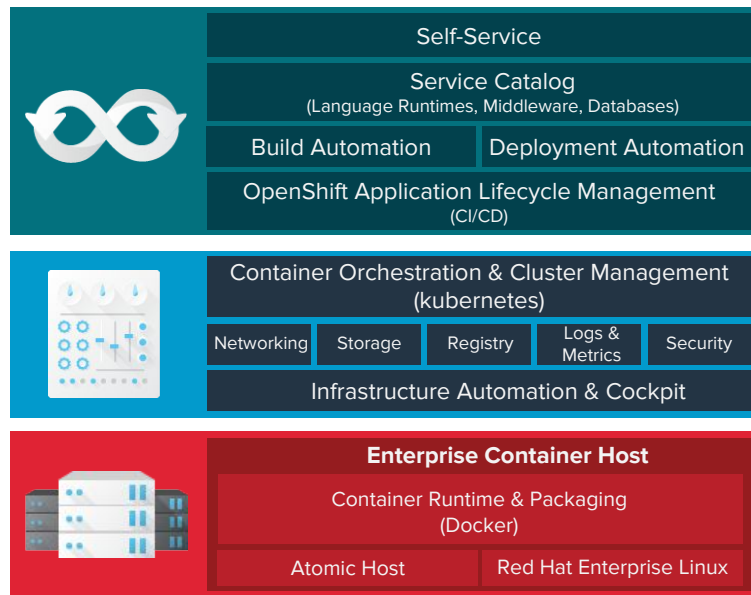 Self-Service
Service Catalog
(Language Runtimes, Middleware, Databases)
Build Automation
Deployment Automation
OpenShift Application Lifecycle Management
(CI/CD)
Container Orchestration & Cluster Management
(kubernetes)
Networking
Storage
Registry
Logs &
Metrics
Security
Infrastructure Automation & Cockpit
Enterprise Container Host
Container Runtime & Packaging
(Docker)
Atomic Host
Red Hat Enterprise Linux